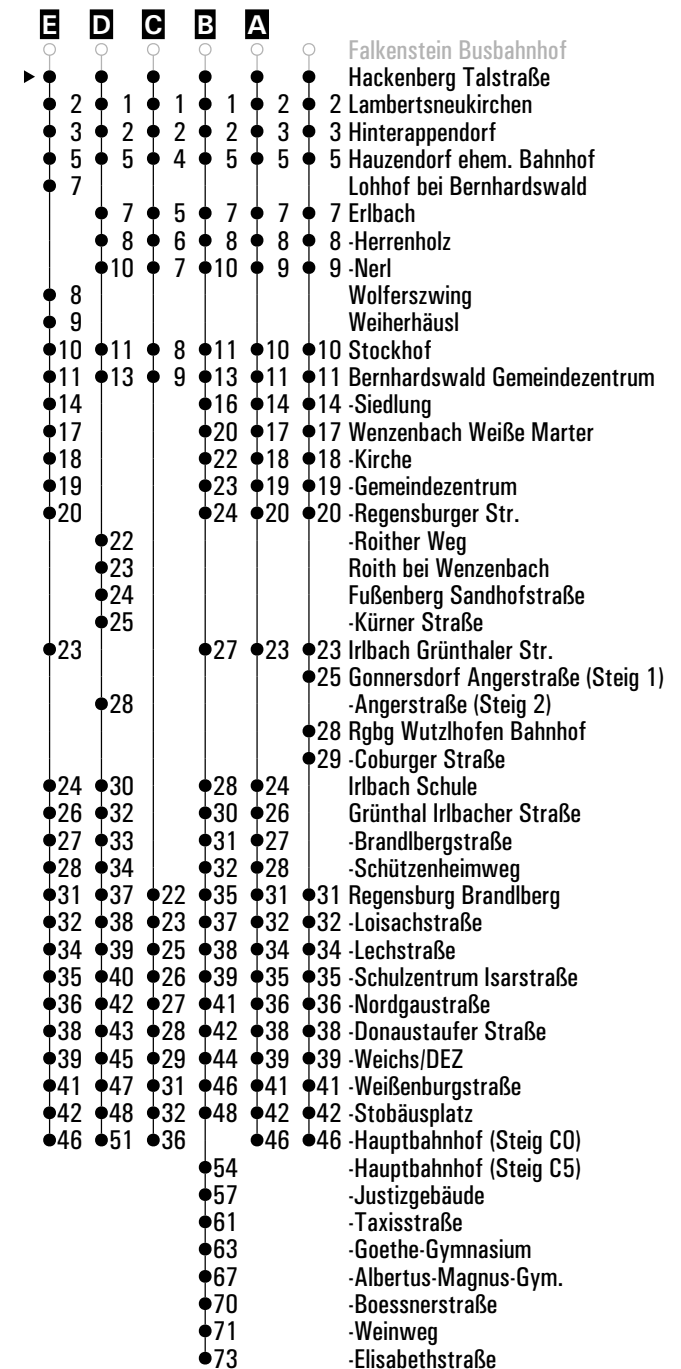 E D C B A
Falkenstein Busbahnhof
Hackenberg Talstraße
2 1 1 1 2 2 Lambertsneukirchen
3 2 2 2 3 3 Hinterappendorf
5 5 4 5 5 5 Hauzendorf ehem. Bahnhof
7 Lohhof bei Bernhardswald
7 5 7 7 7 Erlbach
8 6 8 8 8 -Herrenholz
10 7 10 9 9 -Nerl
8 Wolferszwing
9 Weiherhäusl
10 11 8 11 10 10 Stockhof
11 13 9 13 11 11 Bernhardswald Gemeindezentrum
14 16 14 14 -Siedlung
17 20 17 17 Wenzenbach Weiße Marter
18 22 18 18 -Kirche
19 23 19 19 -Gemeindezentrum
20 24 20 20 -Regensburger Str.
22 -Roither Weg
23 Roith bei Wenzenbach
24 Fußenberg Sandhofstraße
25 -Kürner Straße
23 27 23 23 Irlbach Grünthaler Str.
25 Gonnersdorf Angerstraße (Steig 1)
28 -Angerstraße (Steig 2)
28 Rgbg Wutzlhofen Bahnhof
29 -Coburger Straße
24 30 28 24 Irlbach Schule
26 32 30 26 Grünthal Irlbacher Straße
27 33 31 27 -Brandlbergstraße
28 34 32 28 -Schützenheimweg
31 37 22 35 31 31 Regensburg Brandlberg
32 38 23 37 32 32 -Loisachstraße
34 39 25 38 34 34 -Lechstraße
35 40 26 39 35 35 -Schulzentrum Isarstraße
36 42 27 41 36 36 -Nordgaustraße
38 43 28 42 38 38 -Donaustaufer Straße
39 45 29 44 39 39 -Weichs/DEZ
41 47 31 46 41 41 -Weißenburgstraße
42 48 32 48 42 42 -Stobäusplatz
46 51 36 46 46 -Hauptbahnhof (Steig C0)
54 -Hauptbahnhof (Steig C5)
57 -Justizgebäude
61 -Taxisstraße
63 -Goethe-Gymnasium
67 -Albertus-Magnus-Gym.
70 -Boessnerstraße
71 -Weinweg
73 -Elisabethstraße